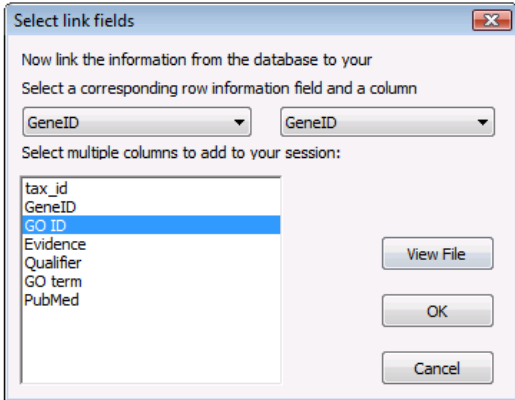 Select link fields
Now link the information from the database to your
Select a corresponding row information field and a column
GeneID GeneID
Select multiple columns to add to your session:
tax_id
GeneID
GO ID
Evidence
Qualifier
GO term
PubMed
View File
OK
Cancel